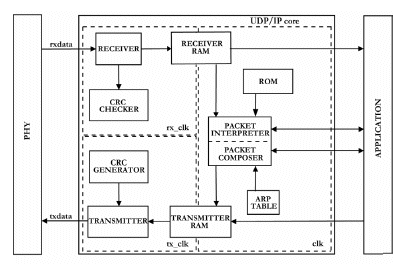 UDP/IP core
PHY
rxdata
RECEIVER
RECEIVER
RAM
ROM
CRC
CHECKER
rx_clk
PACKET
INTERPRETER
PACKET
COMPOSER
APPLICATION
CRC
GENERATOR
ARP
TABLE
txdata
TRANSMITTER
TRANSMITTER
RAM
tx_clk
clk